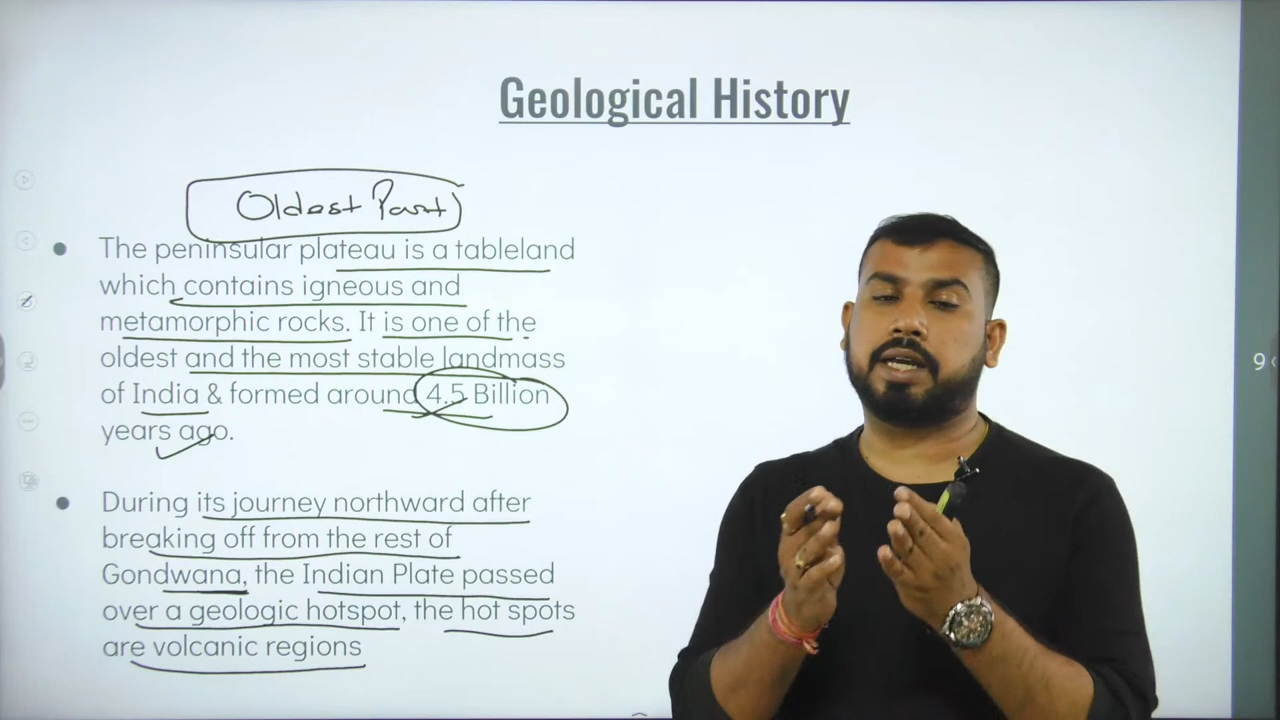 Geological History
Oldest Part
The peninsular plateau is a tableland
which contains igneous and
metamorphic rocks. It is one of the
oldest and the most stable landmass
of India & formed around 4.5 Billion
years ago.
During its journey northward after
breaking off from the rest of
Gondwana, the Indian Plate passed
over a geologic hotspot, the hot spots
are volcanic regions
9